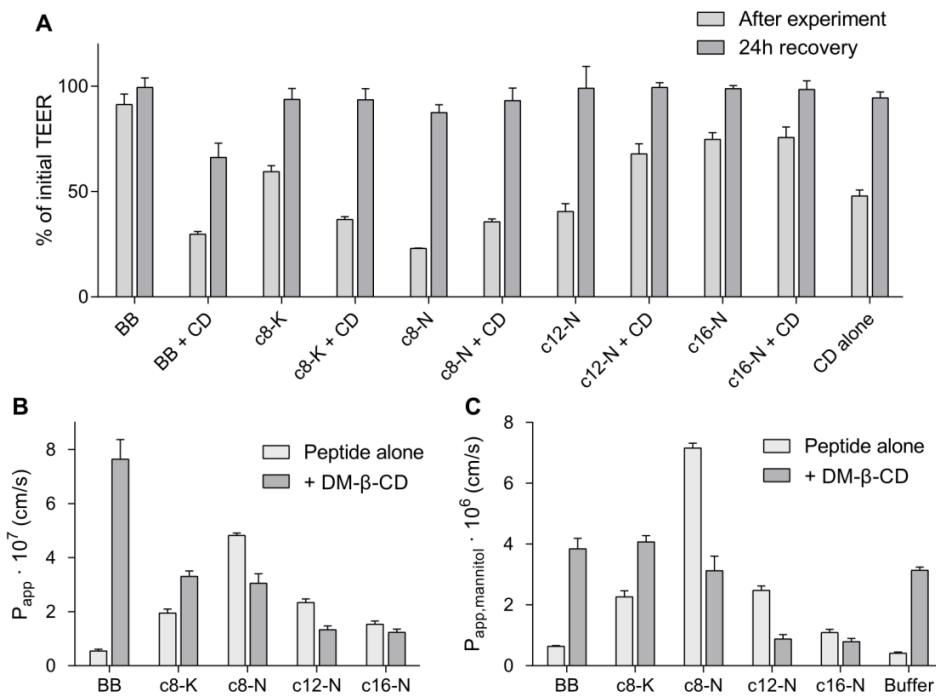 A
After experiment
24h recovery
% of initial TEER
100
50
0
BB
BB + CD
c8-K
c8-K + CD
c8-N
c8-N + CD
c12-N
c12-N + CD
c16-N
c16-N + CD
CD alone
B
Peptide alone
+ DM-β-CD
P_app · 10⁷ (cm/s)
8
6
4
2
0
BB
c8-K
c8-N
c12-N
c16-N
C
Peptide alone
+ DM-β-CD
P_app,mannitol · 10⁶ (cm/s)
8
6
4
2
0
BB
c8-K
c8-N
c12-N
c16-N
Buffer